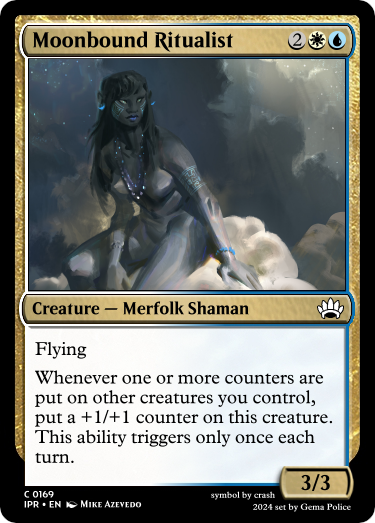 Moonbound Ritualist 2
Creature — Merfolk Shaman
Flying
Whenever one or more counters are
put on other creatures you control,
put a +1/+1 counter on this creature.
This ability triggers only once each
turn.
3/3
C 0169
IPR • EN Mike Azevedo
symbol by crash
2024 set by Gema Police